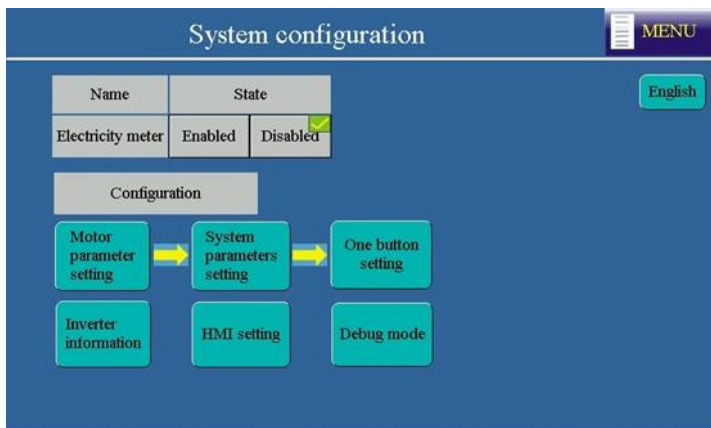 System configuration
MENU
English
Name
State
Electricity meter
Enabled
Disabled
Configuration
Motor
parameter
setting
System
parameters
setting
One button
setting
Inverter
information
HMI setting
Debug mode